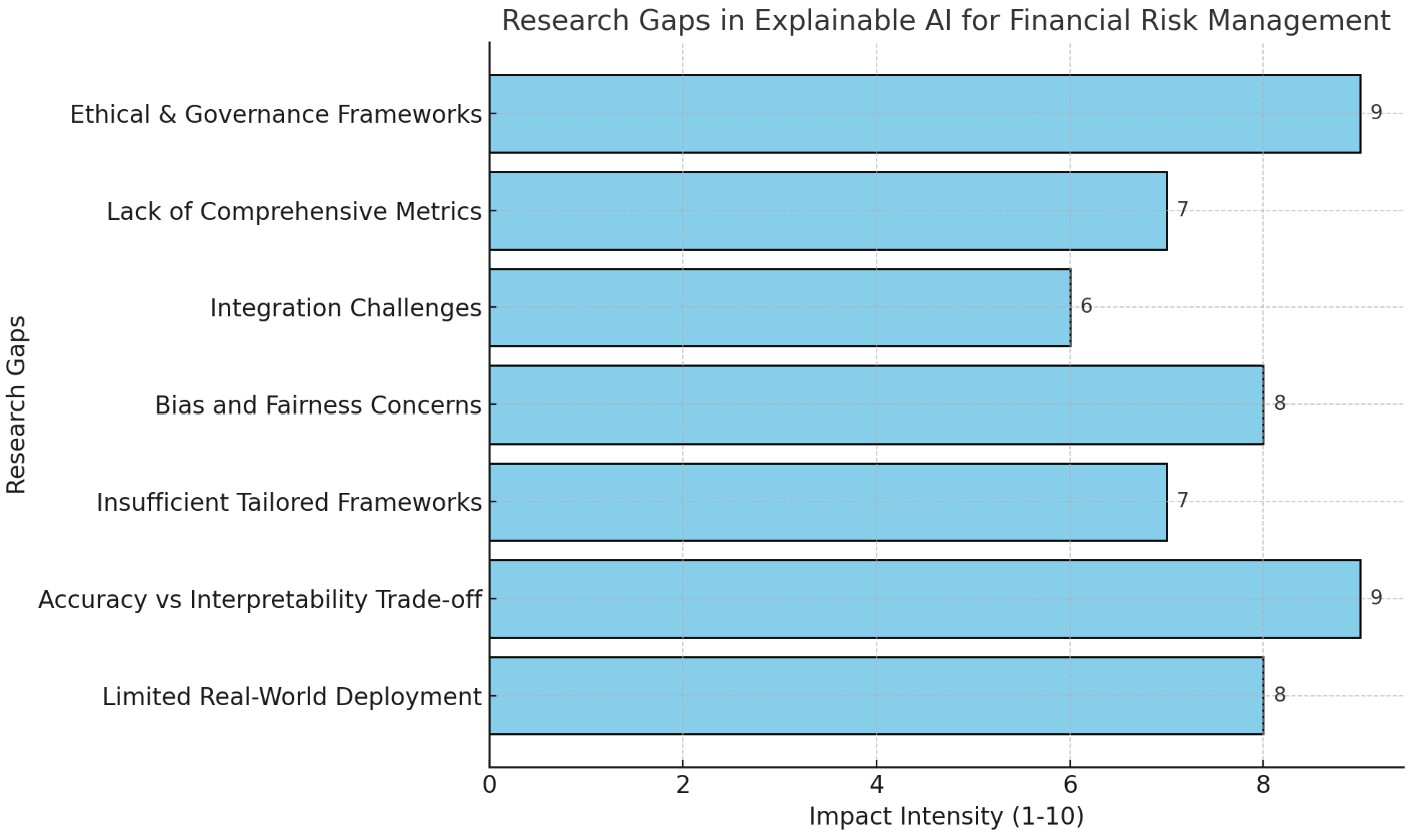 Research Gaps in Explainable AI for Financial Risk Management
Research Gaps
Ethical & Governance Frameworks
9
Lack of Comprehensive Metrics
7
Integration Challenges
6
Bias and Fairness Concerns
8
Insufficient Tailored Frameworks
7
Accuracy vs Interpretability Trade-off
9
Limited Real-World Deployment
8
0 2 4 6 8
Impact Intensity (1-10)